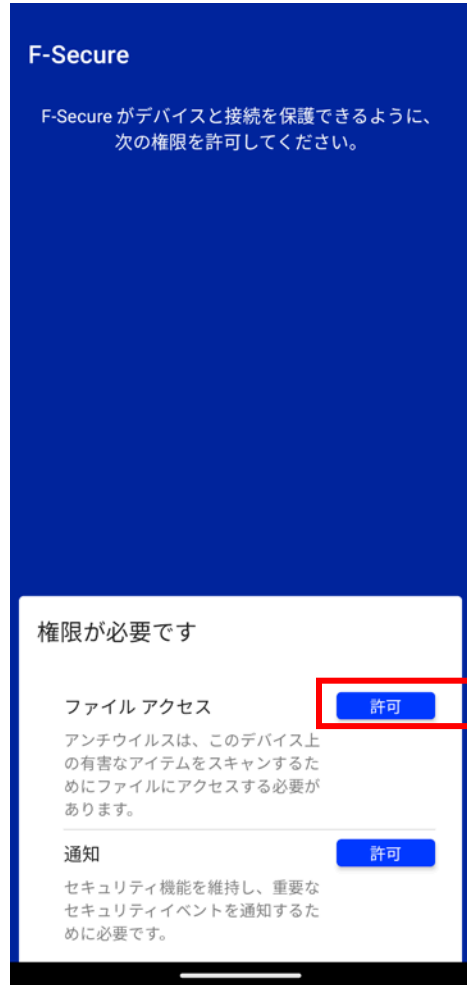 F-Secure
F-Secure がデバイスと接続を保護できるように、
次の権限を許可してください。
権限が必要です
ファイル アクセス
許可
アンチウイルスは、このデバイス上
の有害なアイテムをスキャンするた
めにファイルにアクセスする必要が
あります。
通知
許可
セキュリティ機能を維持し、重要な
セキュリティイベントを通知するた
めに必要です。